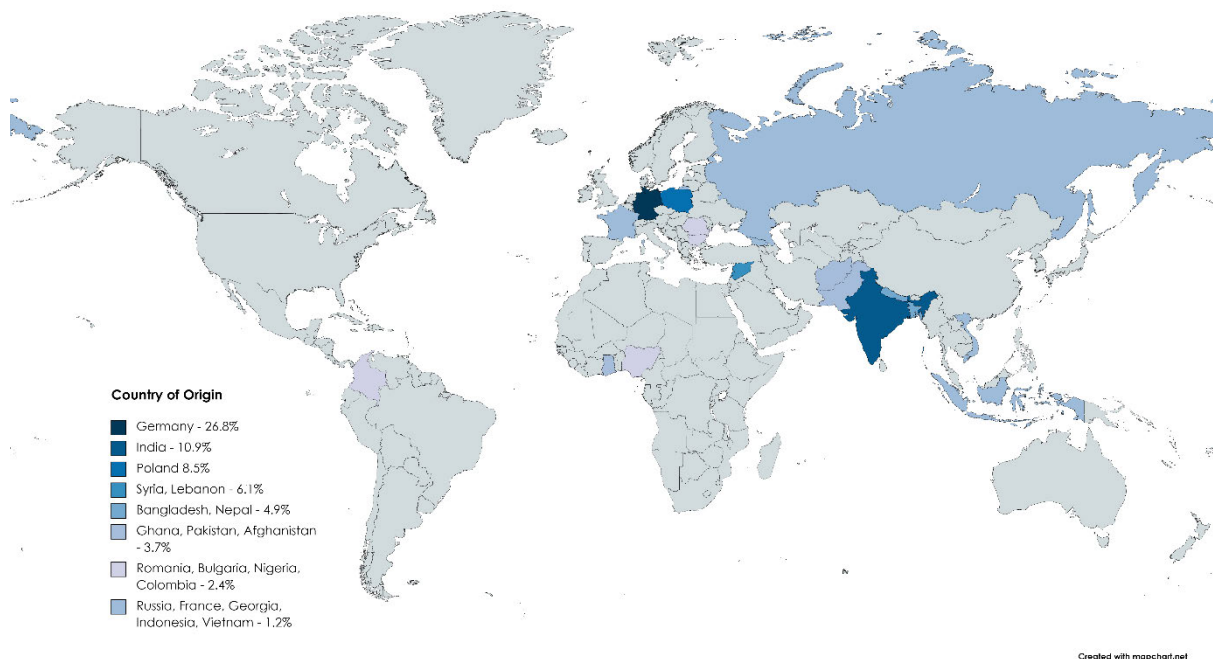 Country of Origin
Germany - 26.8%
India - 10.9%
Poland 8.5%
Syria, Lebanon - 6.1%
Bangladesh, Nepal - 4.9%
Ghana, Pakistan, Afghanistan
- 3.7%
Romania, Bulgaria, Nigeria,
Colombia - 2.4%
Russia, France, Georgia,
Indonesia, Vietnam - 1.2%
Created with mapchart.net